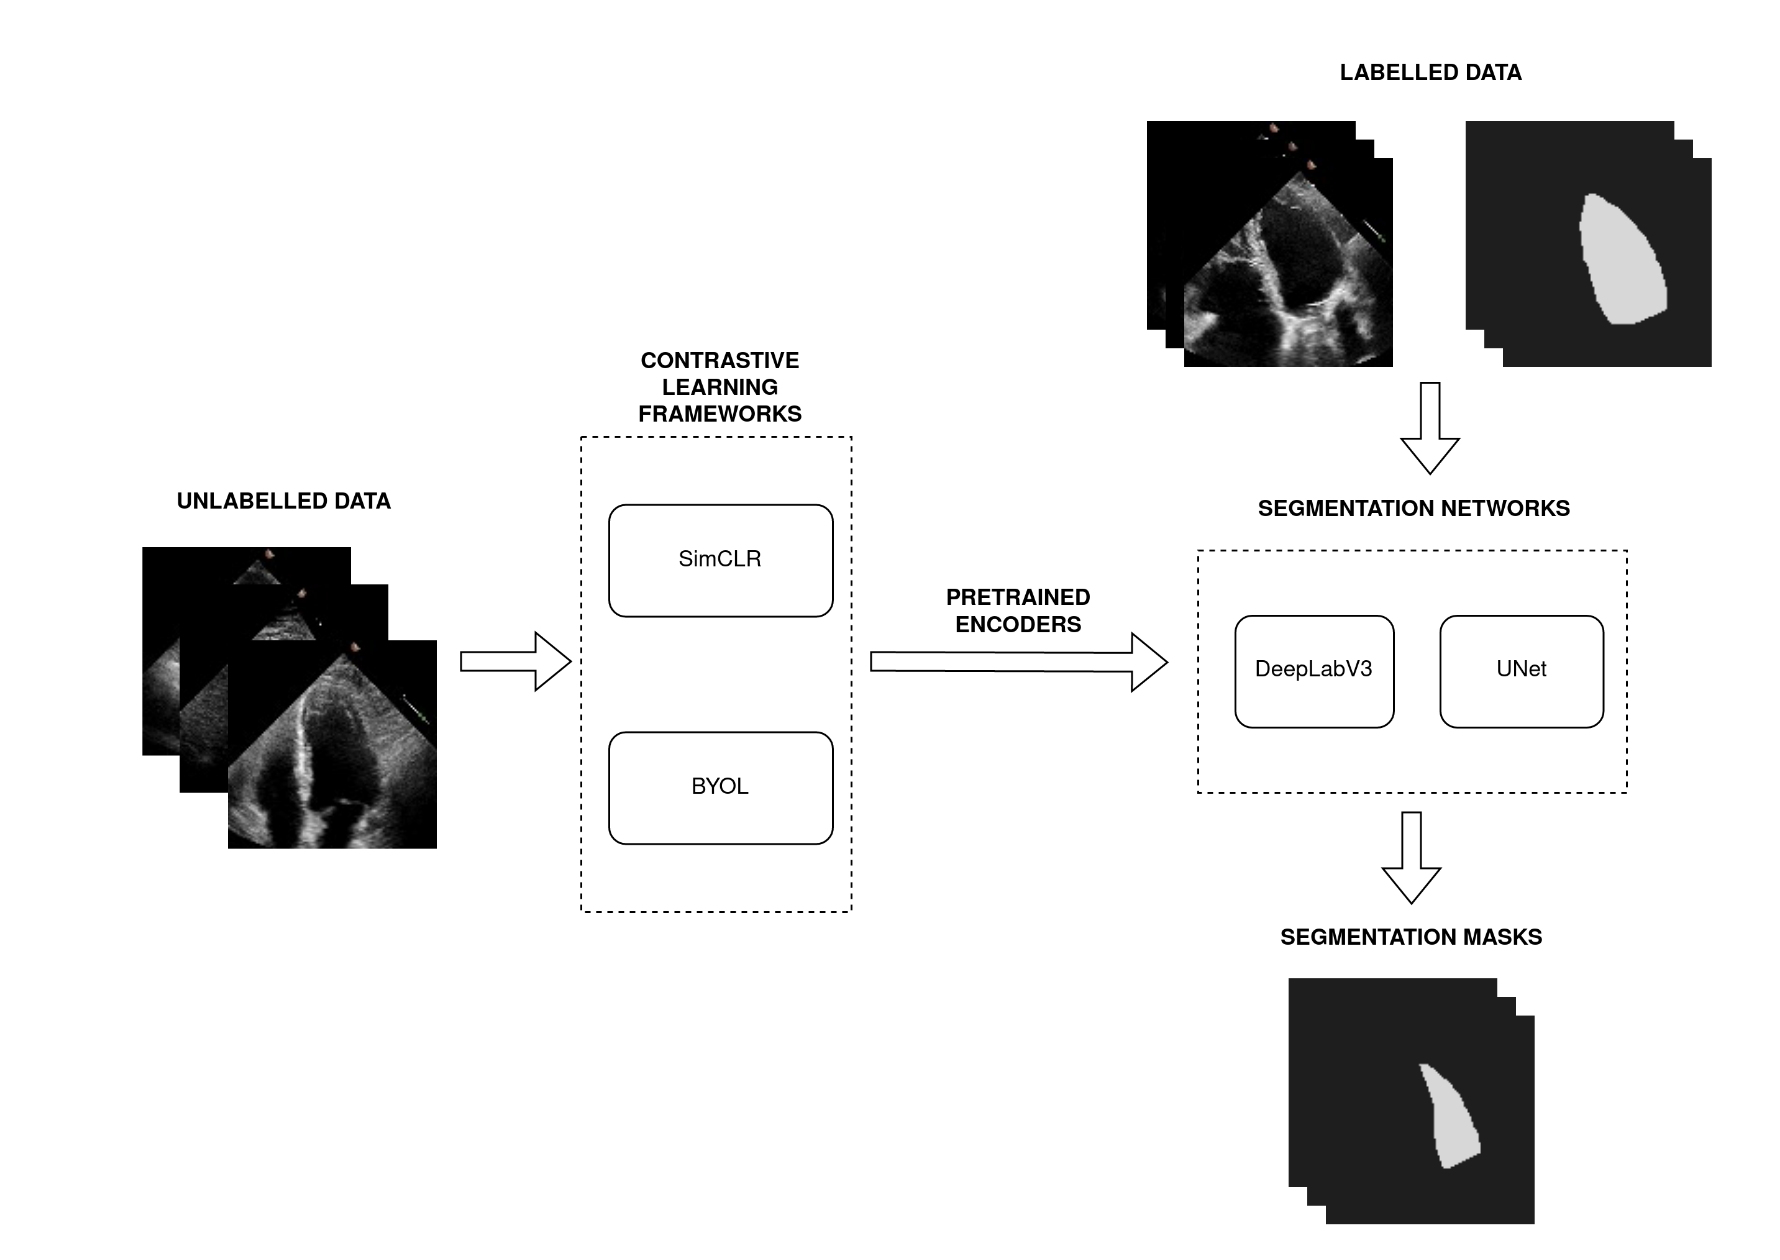 LABELLED DATA
CONTRASTIVE
LEARNING
FRAMEWORKS
UNLABELLED DATA
SimCLR
BYOL
PRETRAINED
ENCODERS
SEGMENTATION NETWORKS
DeepLabV3
UNet
SEGMENTATION MASKS